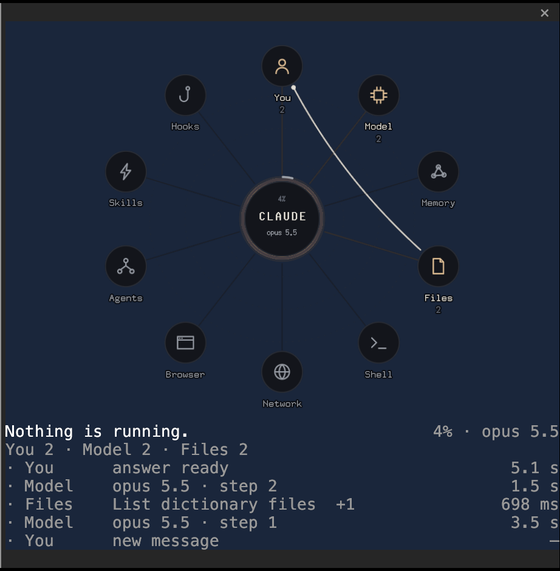 You
2
Hooks
Model
2
Skills
4%
CLAUDE
opus 5.5
Memory
Agents
Files
2
Browser
Shell
Network
Nothing is running. 4% · opus 5.5
You 2 · Model 2 · Files 2
· You answer ready 5.1 s
· Model opus 5.5 · step 2 1.5 s
· Files List dictionary files +1 698 ms
· Model opus 5.5 · step 1 3.5 s
· You new message —